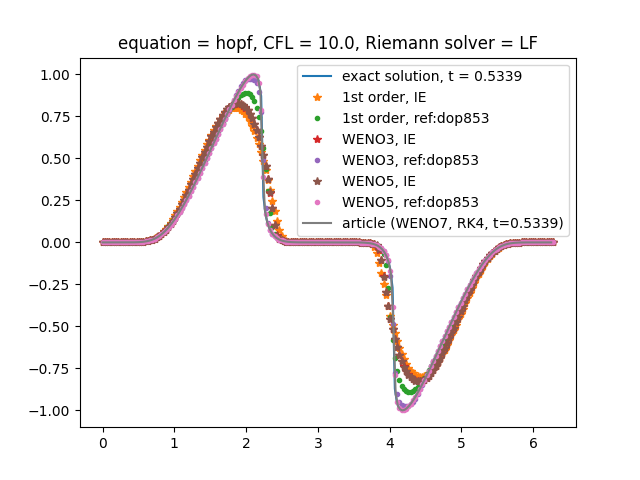 equation = hopf, CFL = 10.0, Riemann solver = LF
exact solution, t = 0.5339
1st order, IE
1st order, ref:dop853
WENO3, IE
WENO3, ref:dop853
WENO5, IE
WENO5, ref:dop853
article (WENO7, RK4, t=0.5339)
1.00
0.75
0.50
0.25
0.00
−0.25
−0.50
−0.75
−1.00
0 1 2 3 4 5 6